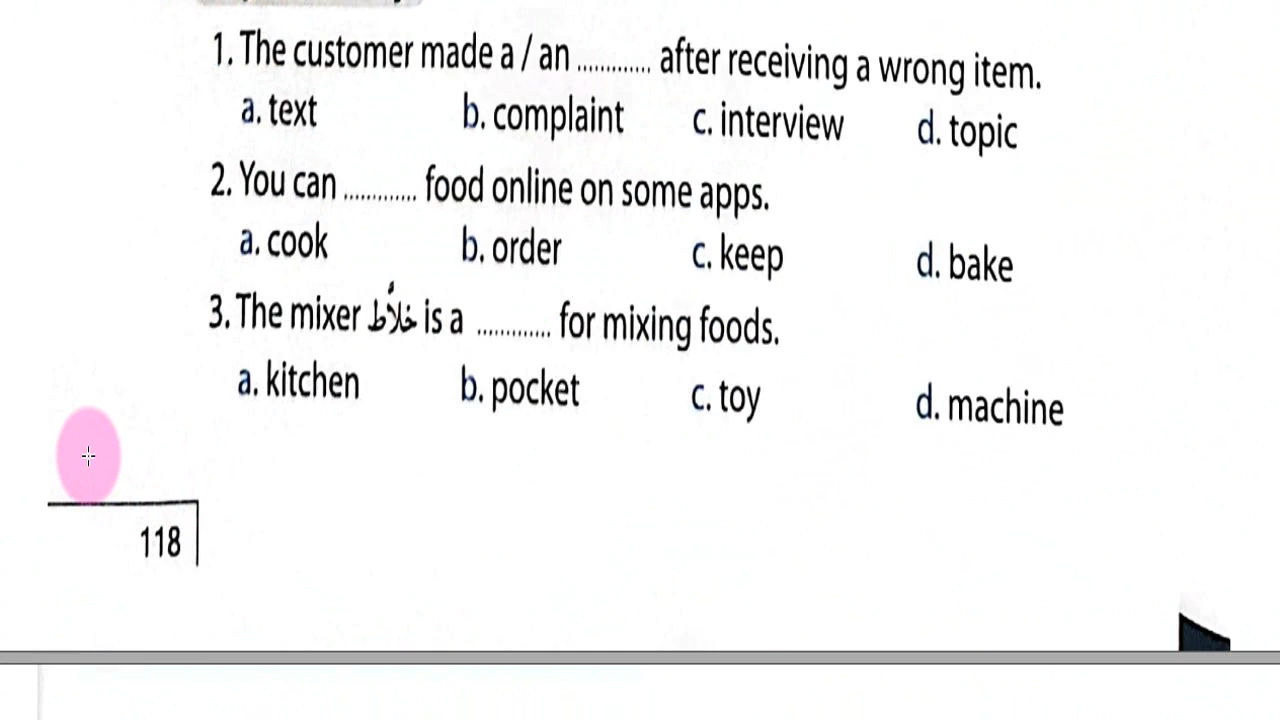 1. The customer made a / an ............. after receiving a wrong item.
a. text b. complaint c. interview d. topic
2. You can ............. food online on some apps.
a. cook b. order c. keep d. bake
3. The mixer خلاّط is a ............. for mixing foods.
a. kitchen b. pocket c. toy d. machine
118